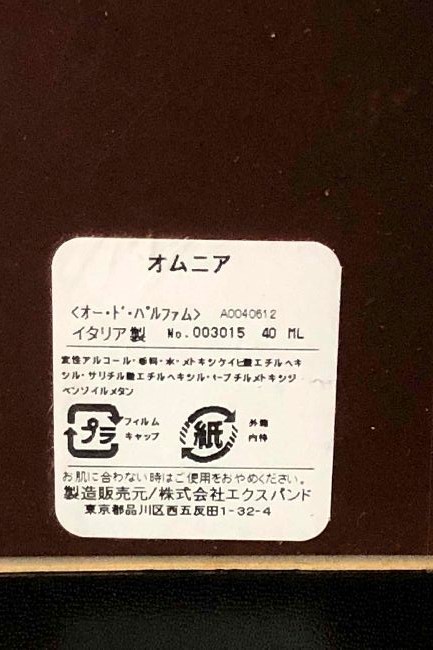 オムニア
<オー・ド・パルファム> A0040612
イタリア製 No.003015 40 ML
変性アルコール・香料・水・メトキシケイヒ酸エチルヘキ
シル・サリチル酸エチルヘキシル・t-ブチルメトキシジ
ベンゾイルメタン
プラ フィルム 紙 外箱
キャップ 内枠
お肌に合わない時はご使用をおやめください。
製造販売元/株式会社エクスパンド
東京都品川区西五反田1-32-4